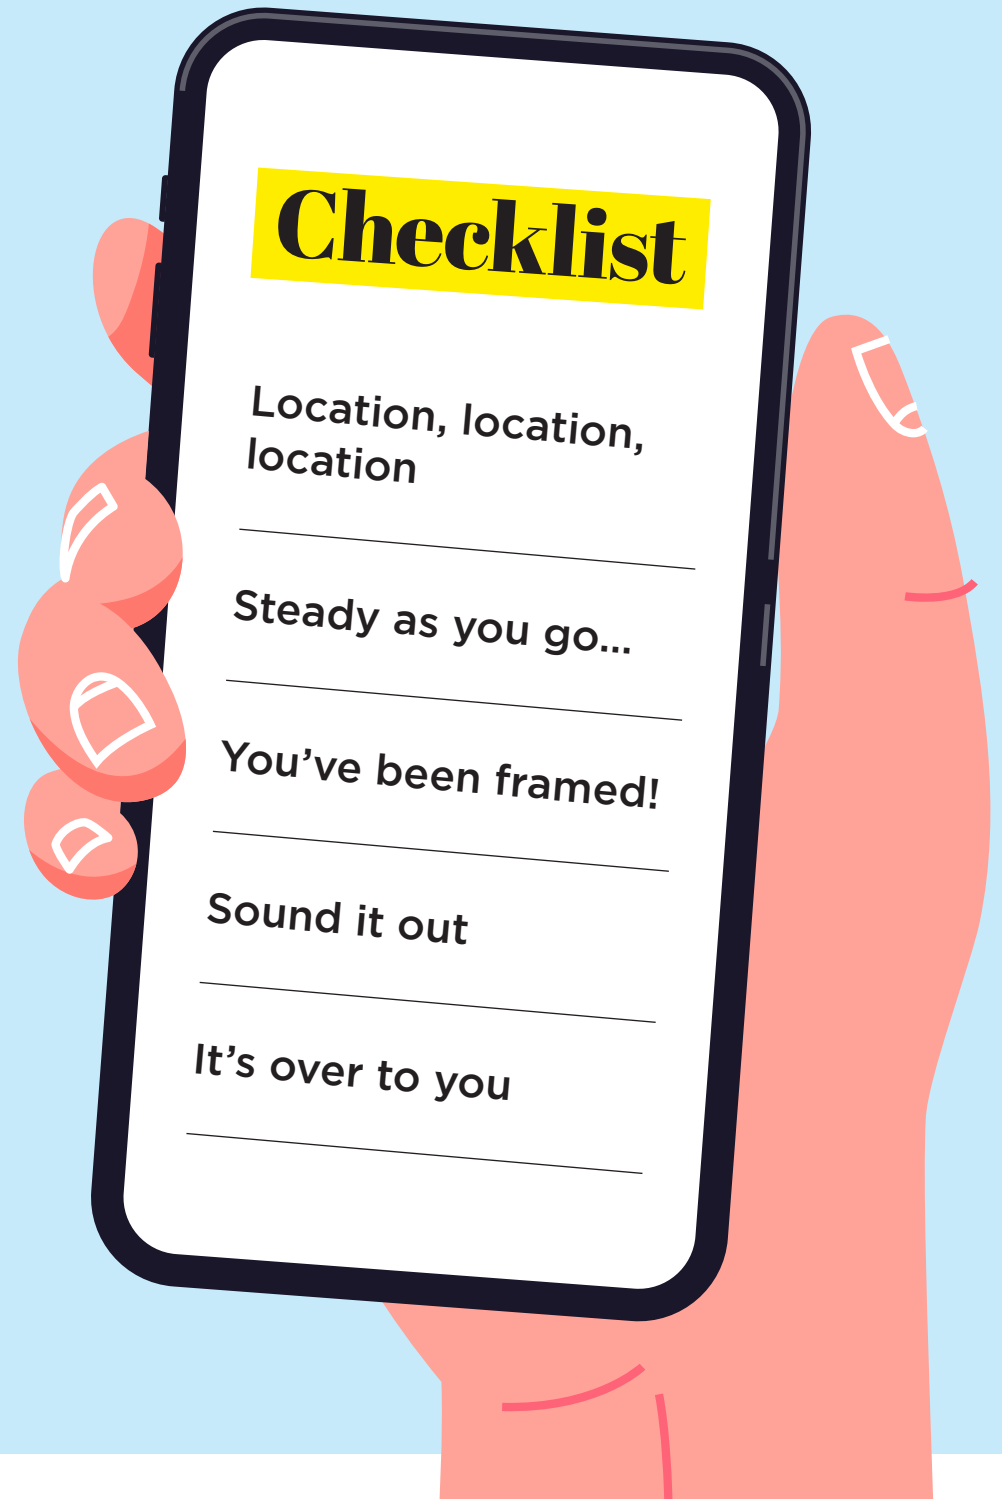 Checklist
Location, location,
location
Steady as you go...
You’ve been framed!
Sound it out
It’s over to you